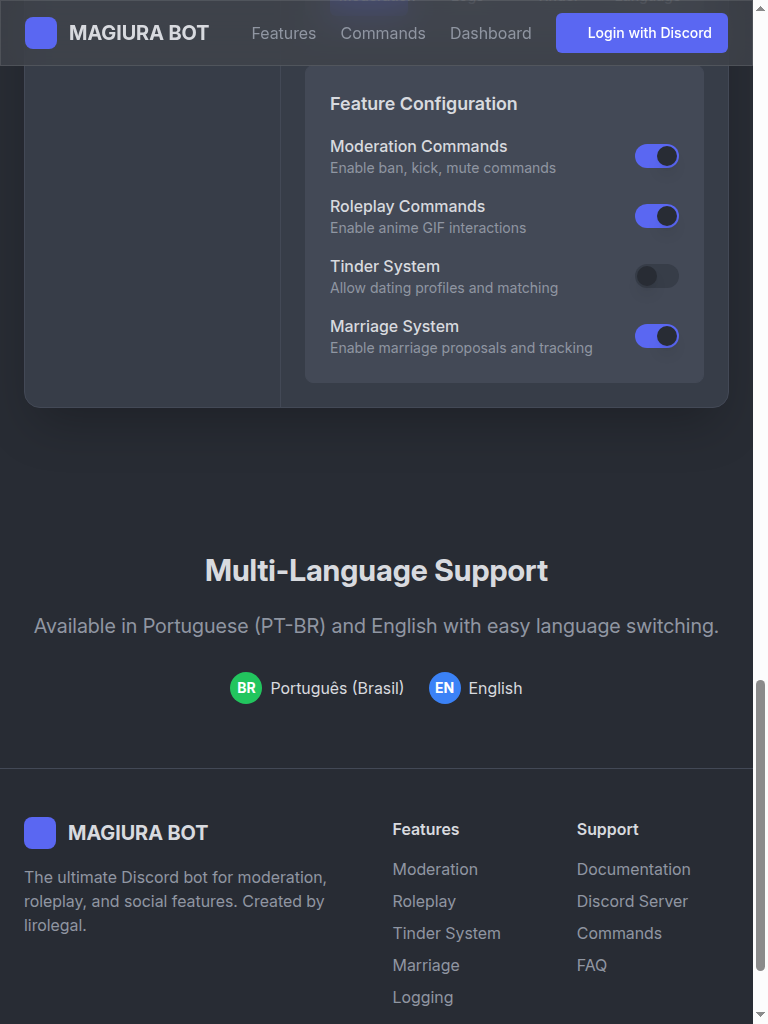 MAGIURA BOT
Features
Commands
Dashboard
Login with Discord
Feature Configuration
Moderation Commands
Enable ban, kick, mute commands
Roleplay Commands
Enable anime GIF interactions
Tinder System
Allow dating profiles and matching
Marriage System
Enable marriage proposals and tracking
Multi-Language Support
Available in Portuguese (PT-BR) and English with easy language switching.
BR Português (Brasil)
EN English
MAGIURA BOT
The ultimate Discord bot for moderation,
roleplay, and social features. Created by
lirolegal.
Features
Moderation
Roleplay
Tinder System
Marriage
Logging
Support
Documentation
Discord Server
Commands
FAQ